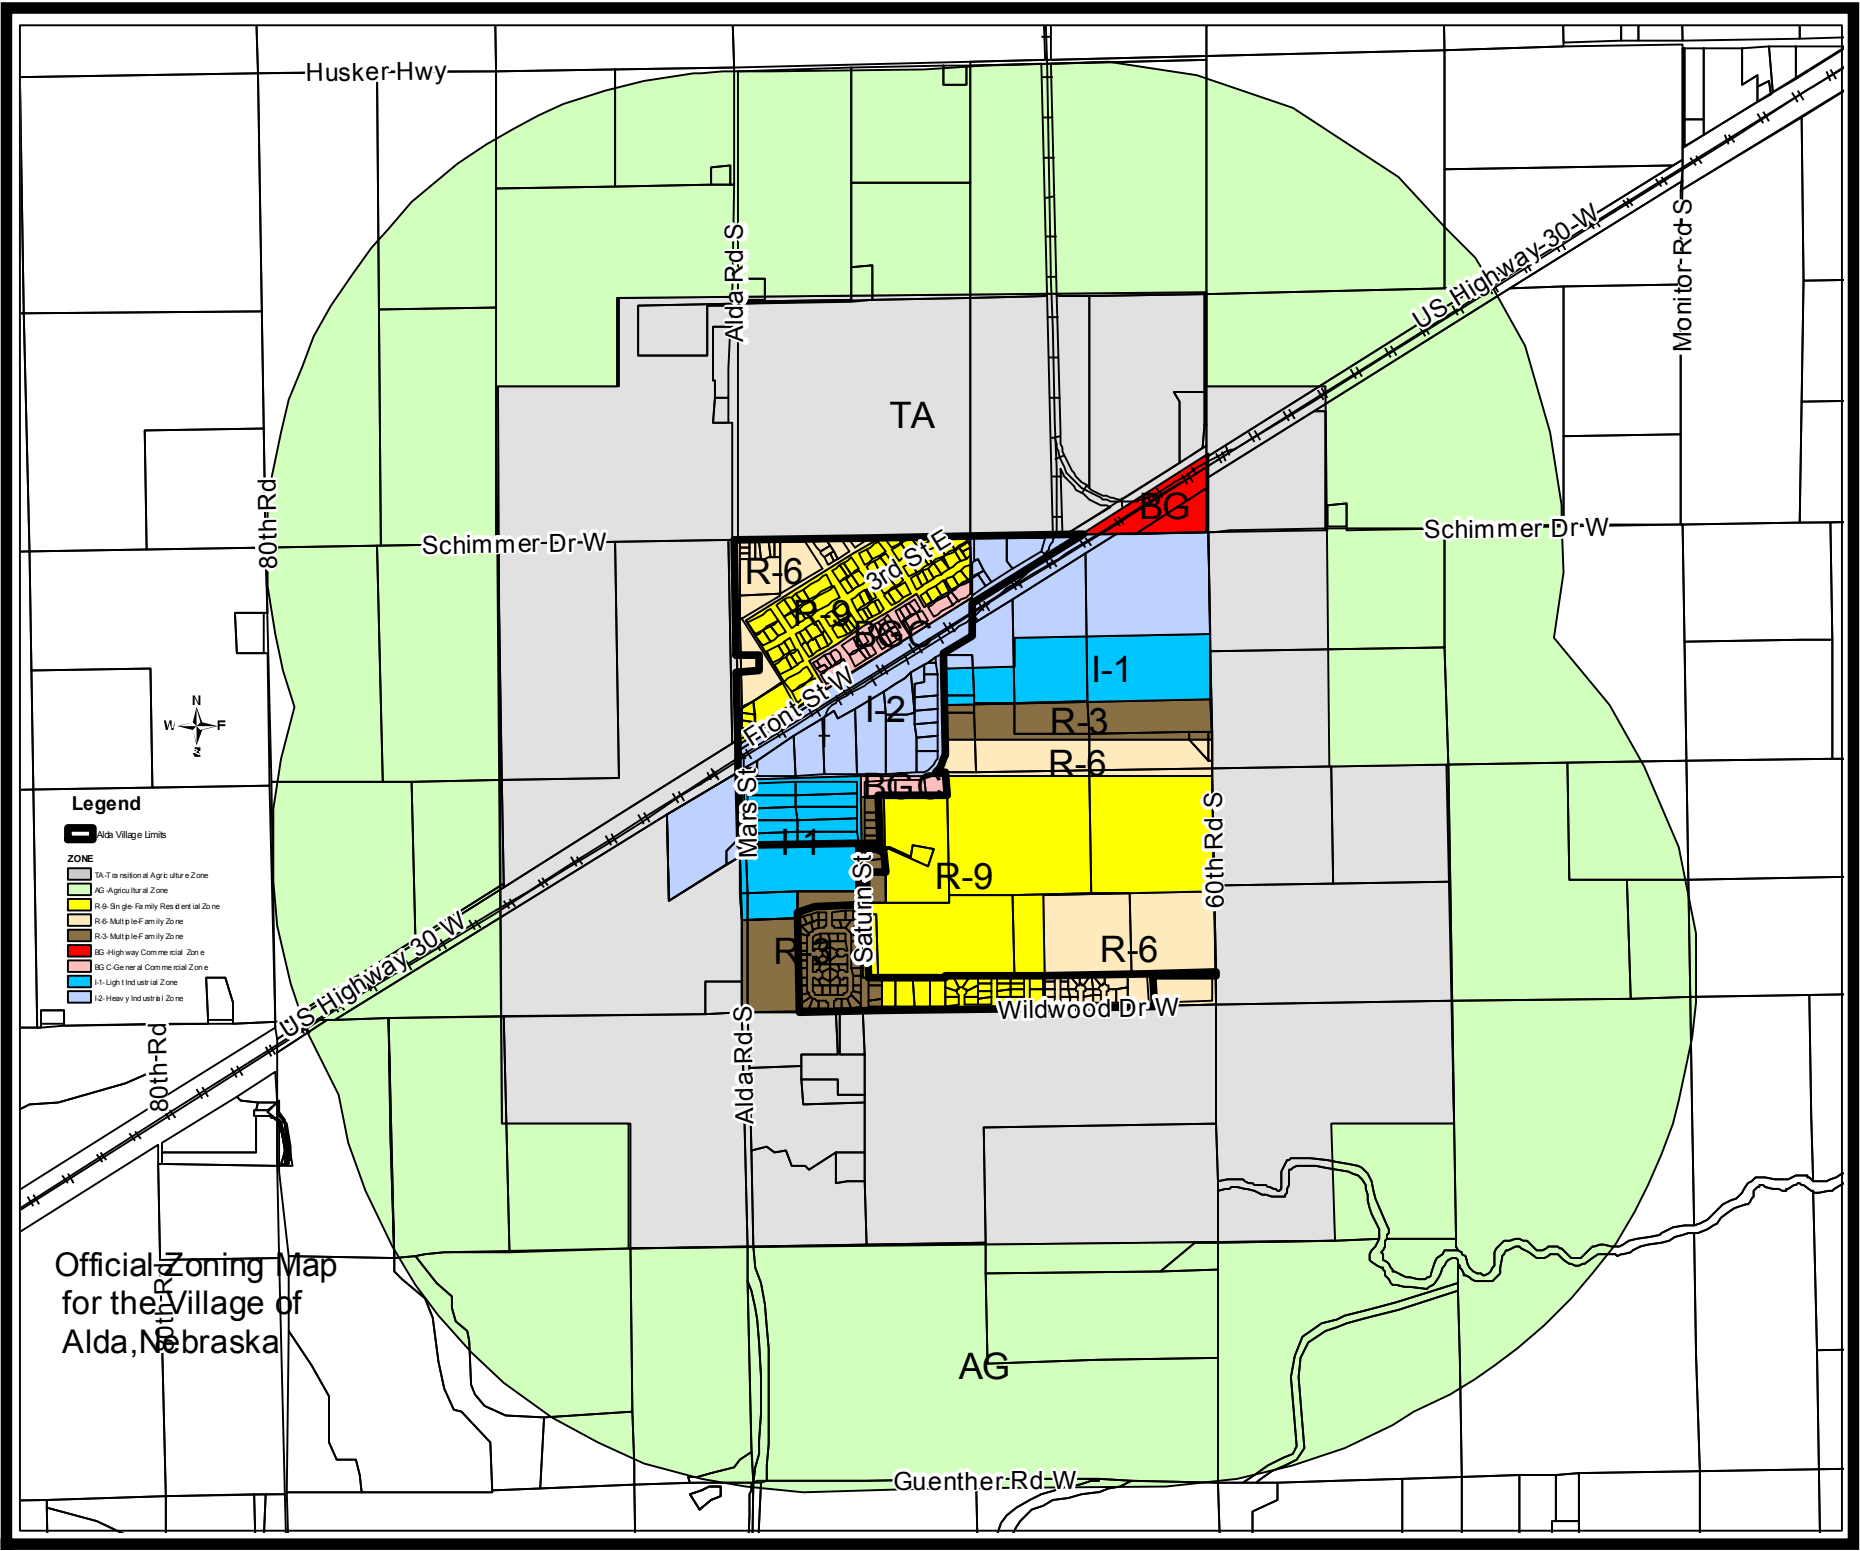 Husker Hwy
Alda Rd S
US Highway 30 W
Monitor Rd S
TA
80th Rd
BG
Schimmer Dr W
Schimmer Dr W
R-6
3rd St E
R-9
BGC
I-1
N
W
Front St W
I-2
R-3
R-6
Legend
Alda Village Limits
ZONE
TA-Transitional Agriculture Zone
AG-Agricultural Zone
R-9-Single-Family Residential Zone
R-6-Multiple-Family Zone
R-3-Multiple-Family Zone
BG-Highway Commercial Zone
BGC-General Commercial Zone
I-1-Light Industrial Zone
I-2-Heavy Industrial Zone
Mars St
BGC
I-1
Saturn St
R-9
60th Rd S
R-3
R-6
US Highway 30 W
Wildwood Dr W
80th Rd
Alda Rd S
80th Rd
Official Zoning Map
for the Village of
Alda,Nebraska
AG
Guenther Rd W